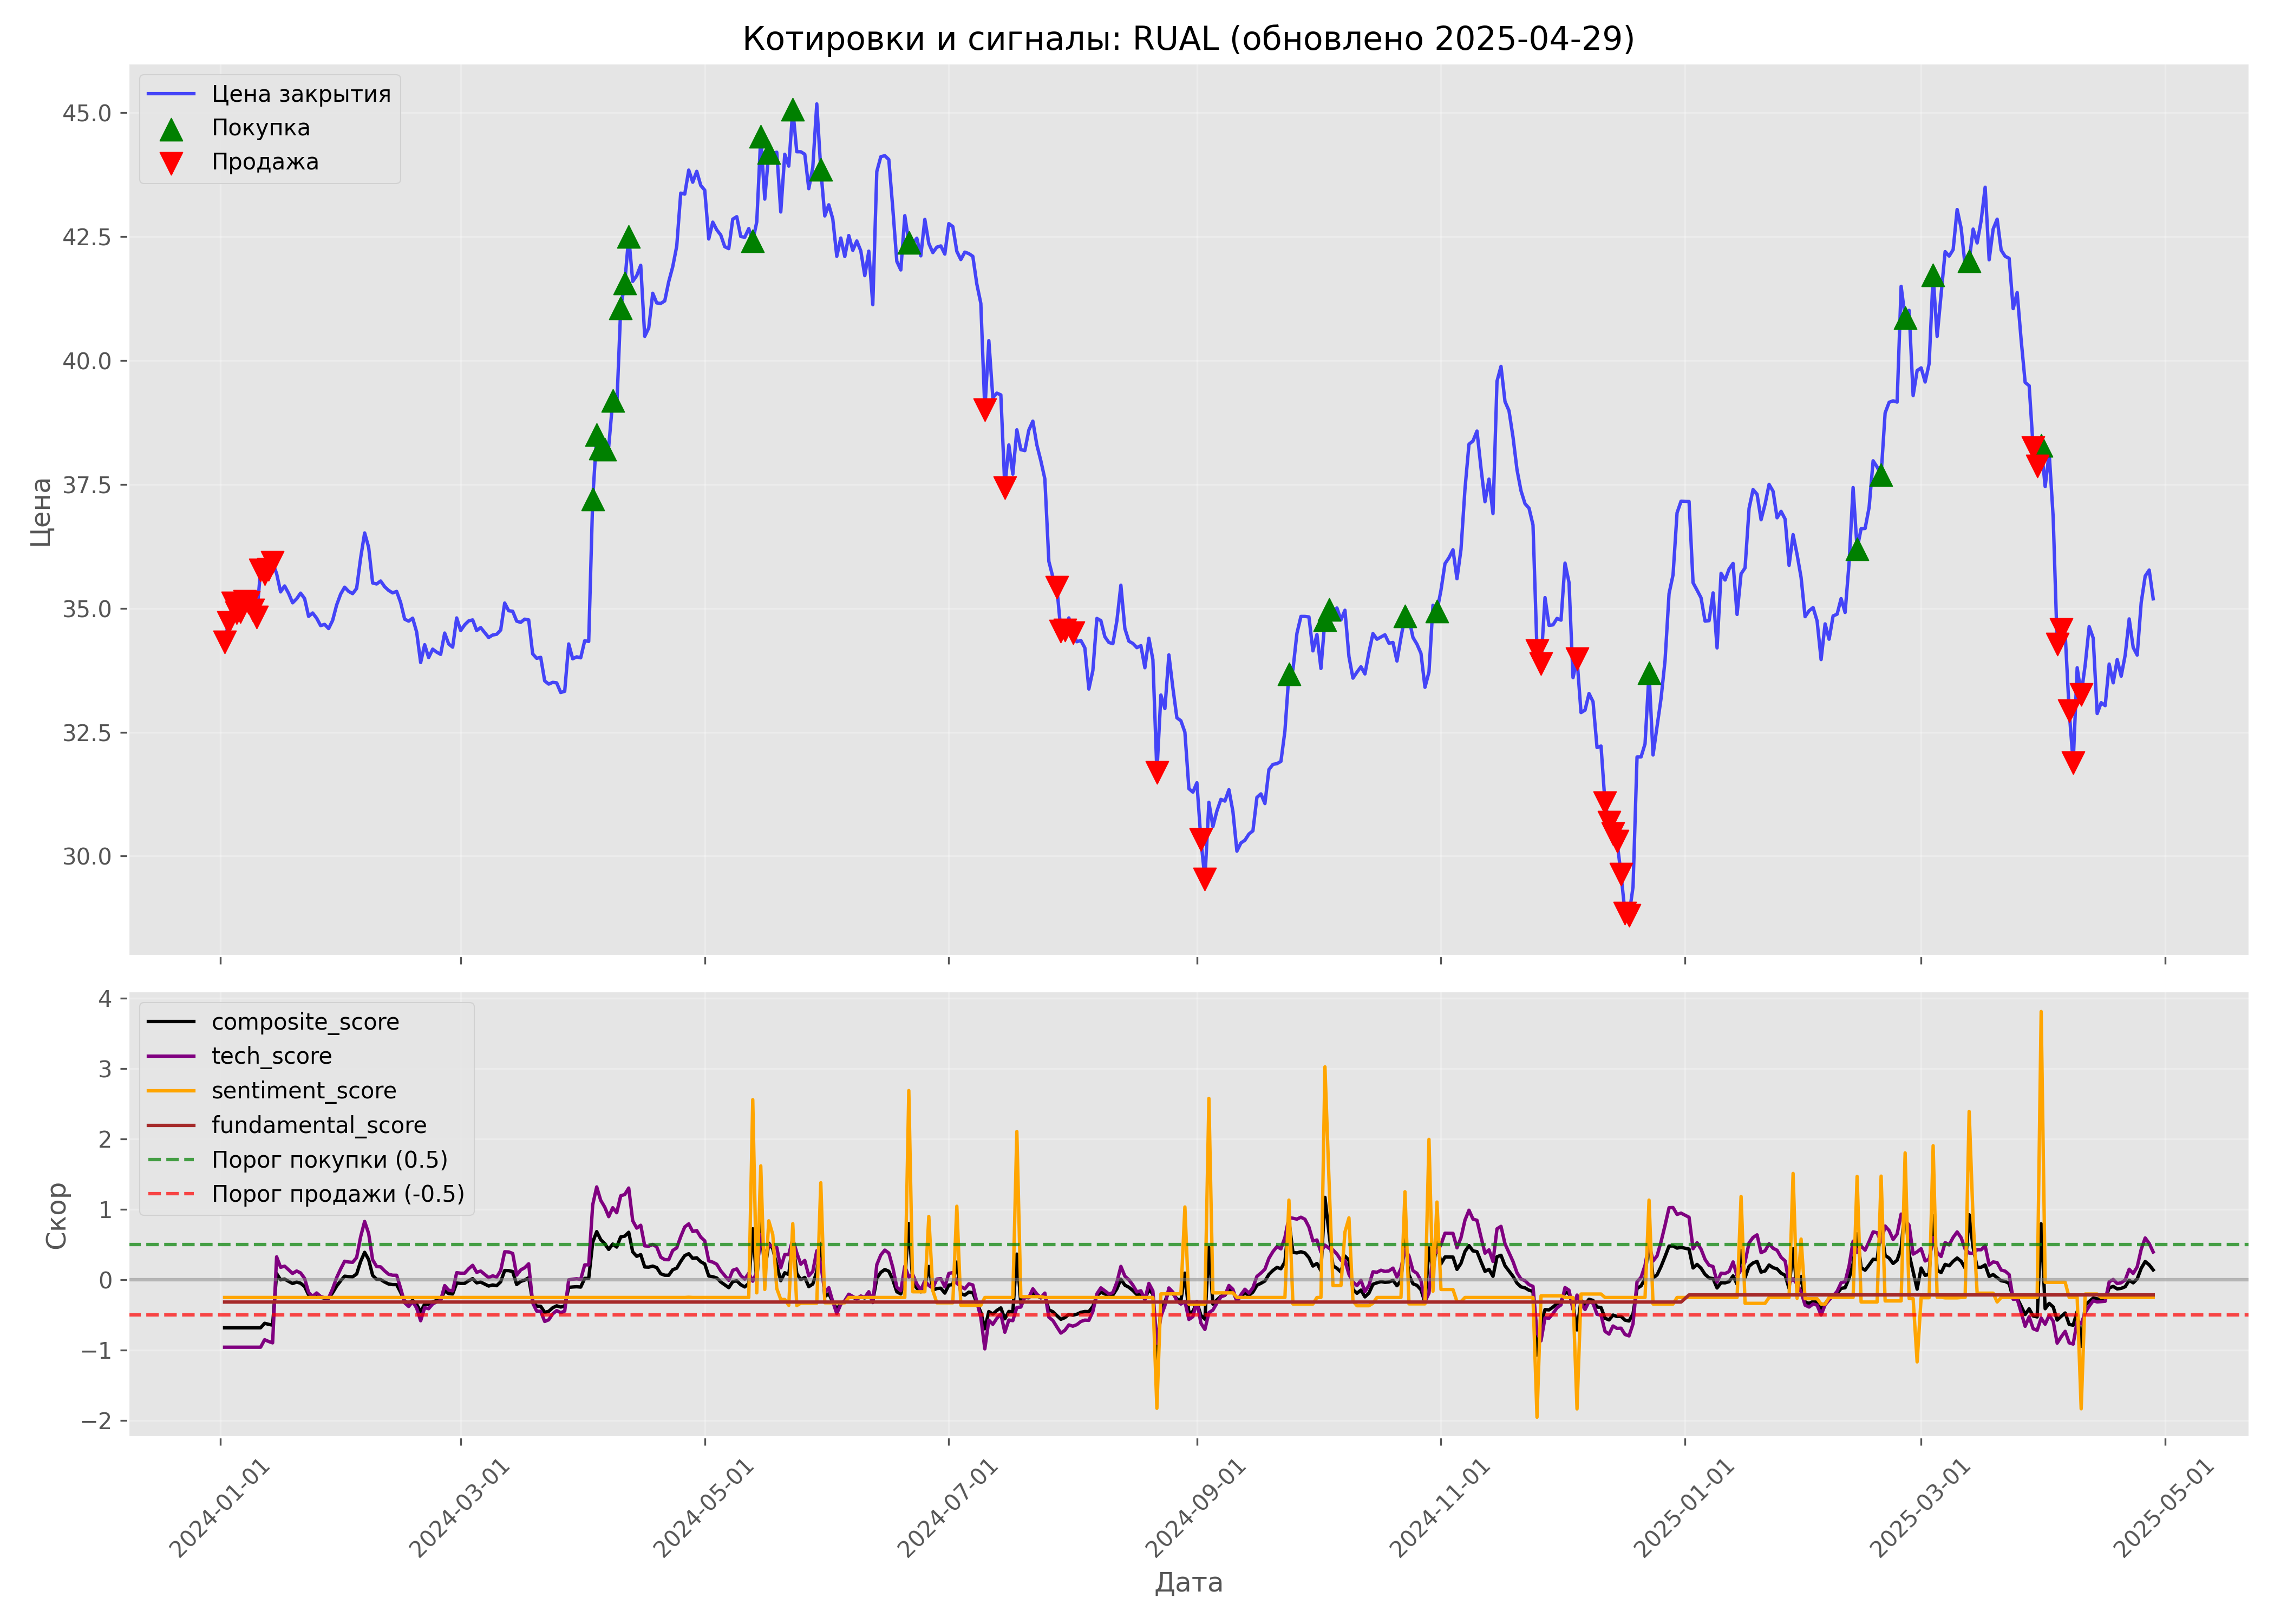 Котировки и сигналы: RUAL (обновлено 2025-04-29)
Цена закрытия
Покупка
Продажа
Цена
45.0
42.5
40.0
37.5
35.0
32.5
30.0
composite_score
tech_score
sentiment_score
fundamental_score
Порог покупки (0.5)
Порог продажи (-0.5)
Скор
4
3
2
1
0
−1
−2
2024-01-01
2024-03-01
2024-05-01
2024-07-01
2024-09-01
2024-11-01
2025-01-01
2025-03-01
2025-05-01
Дата